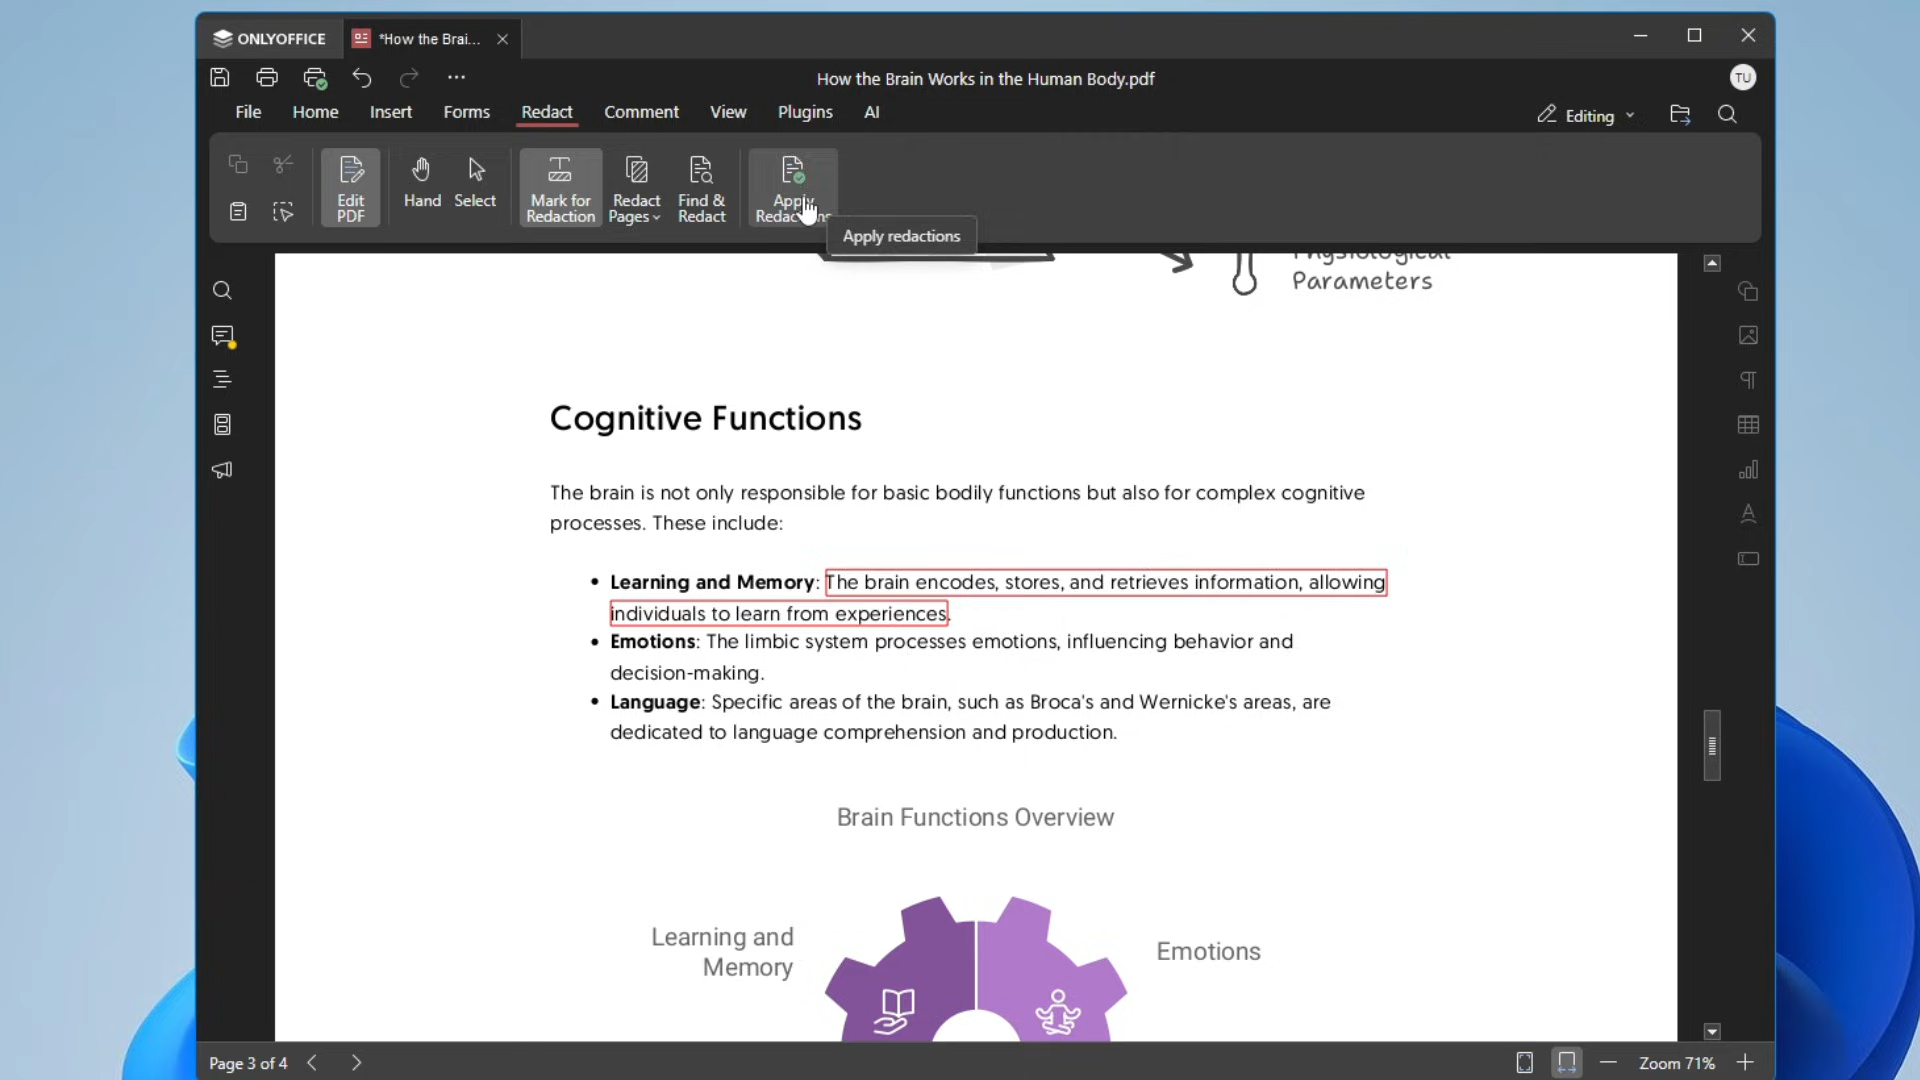 ONLYOFFICE
*How the Brai...
How the Brain Works in the Human Body.pdf
TU
File Home Insert Forms Redact Comment View Plugins AI
Editing
Edit PDF
Hand
Select
Mark for Redaction
Redact Pages
Find & Redact
Apply
Apply redactions
Physiological
Parameters
Cognitive Functions
The brain is not only responsible for basic bodily functions but also for complex cognitive
processes. These include:
• Learning and Memory: The brain encodes, stores, and retrieves information, allowing
individuals to learn from experiences.
• Emotions: The limbic system processes emotions, influencing behavior and
decision-making.
• Language: Specific areas of the brain, such as Broca's and Wernicke's areas, are
dedicated to language comprehension and production.
Brain Functions Overview
Learning and
Memory
Emotions
Page 3 of 4
Zoom 71%